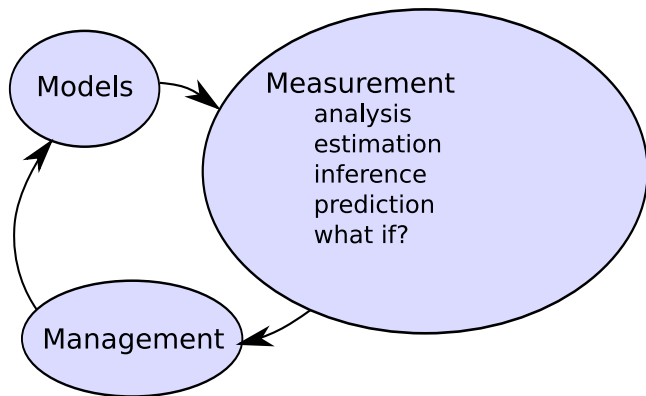 Models
Measurement
analysis
estimation
inference
prediction
what if?
Management